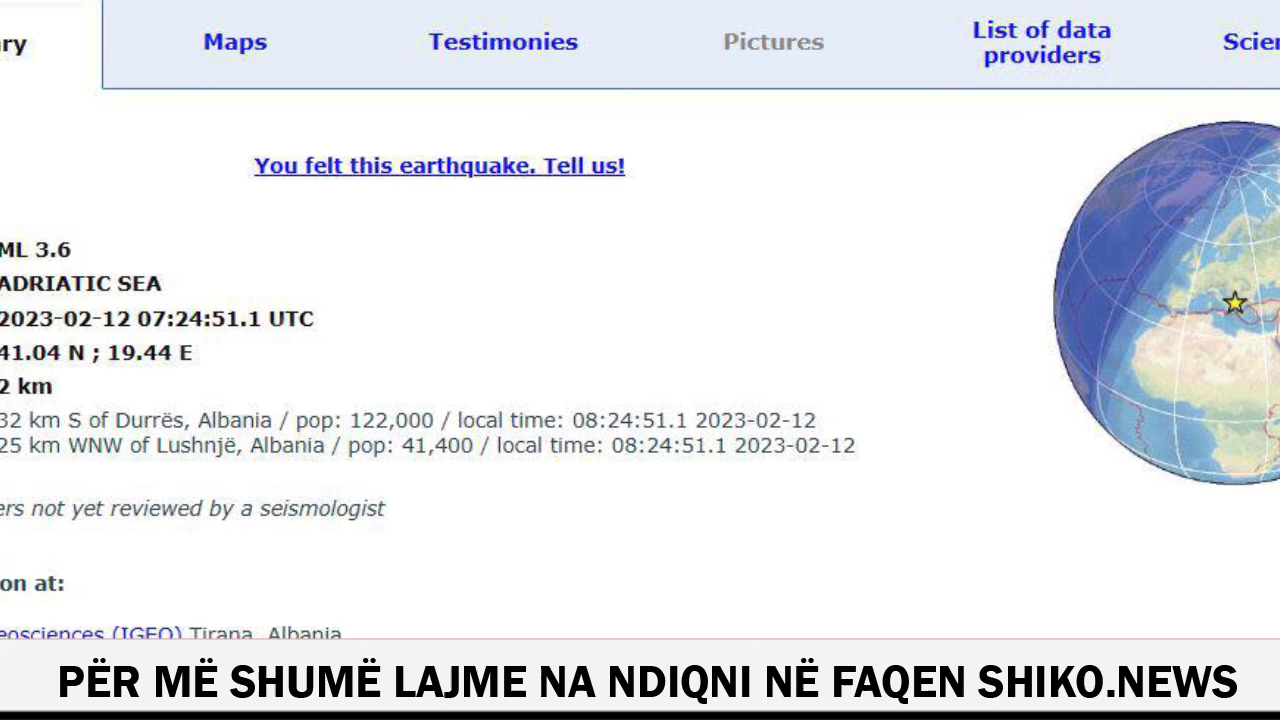 ry
Maps
Testimonies
Pictures
List of data
providers
Scien
You felt this earthquake. Tell us!
ML 3.6
ADRIATIC SEA
2023-02-12 07:24:51.1 UTC
41.04 N ; 19.44 E
2 km
32 km S of Durrës, Albania / pop: 122,000 / local time: 08:24:51.1 2023-02-12
25 km WNW of Lushnjë, Albania / pop: 41,400 / local time: 08:24:51.1 2023-02-12
ers not yet reviewed by a seismologist
on at:
eosciences (IGEO) Tirana, Albania
PËR MË SHUMË LAJME NA NDIQNI NË FAQEN SHIKO.NEWS